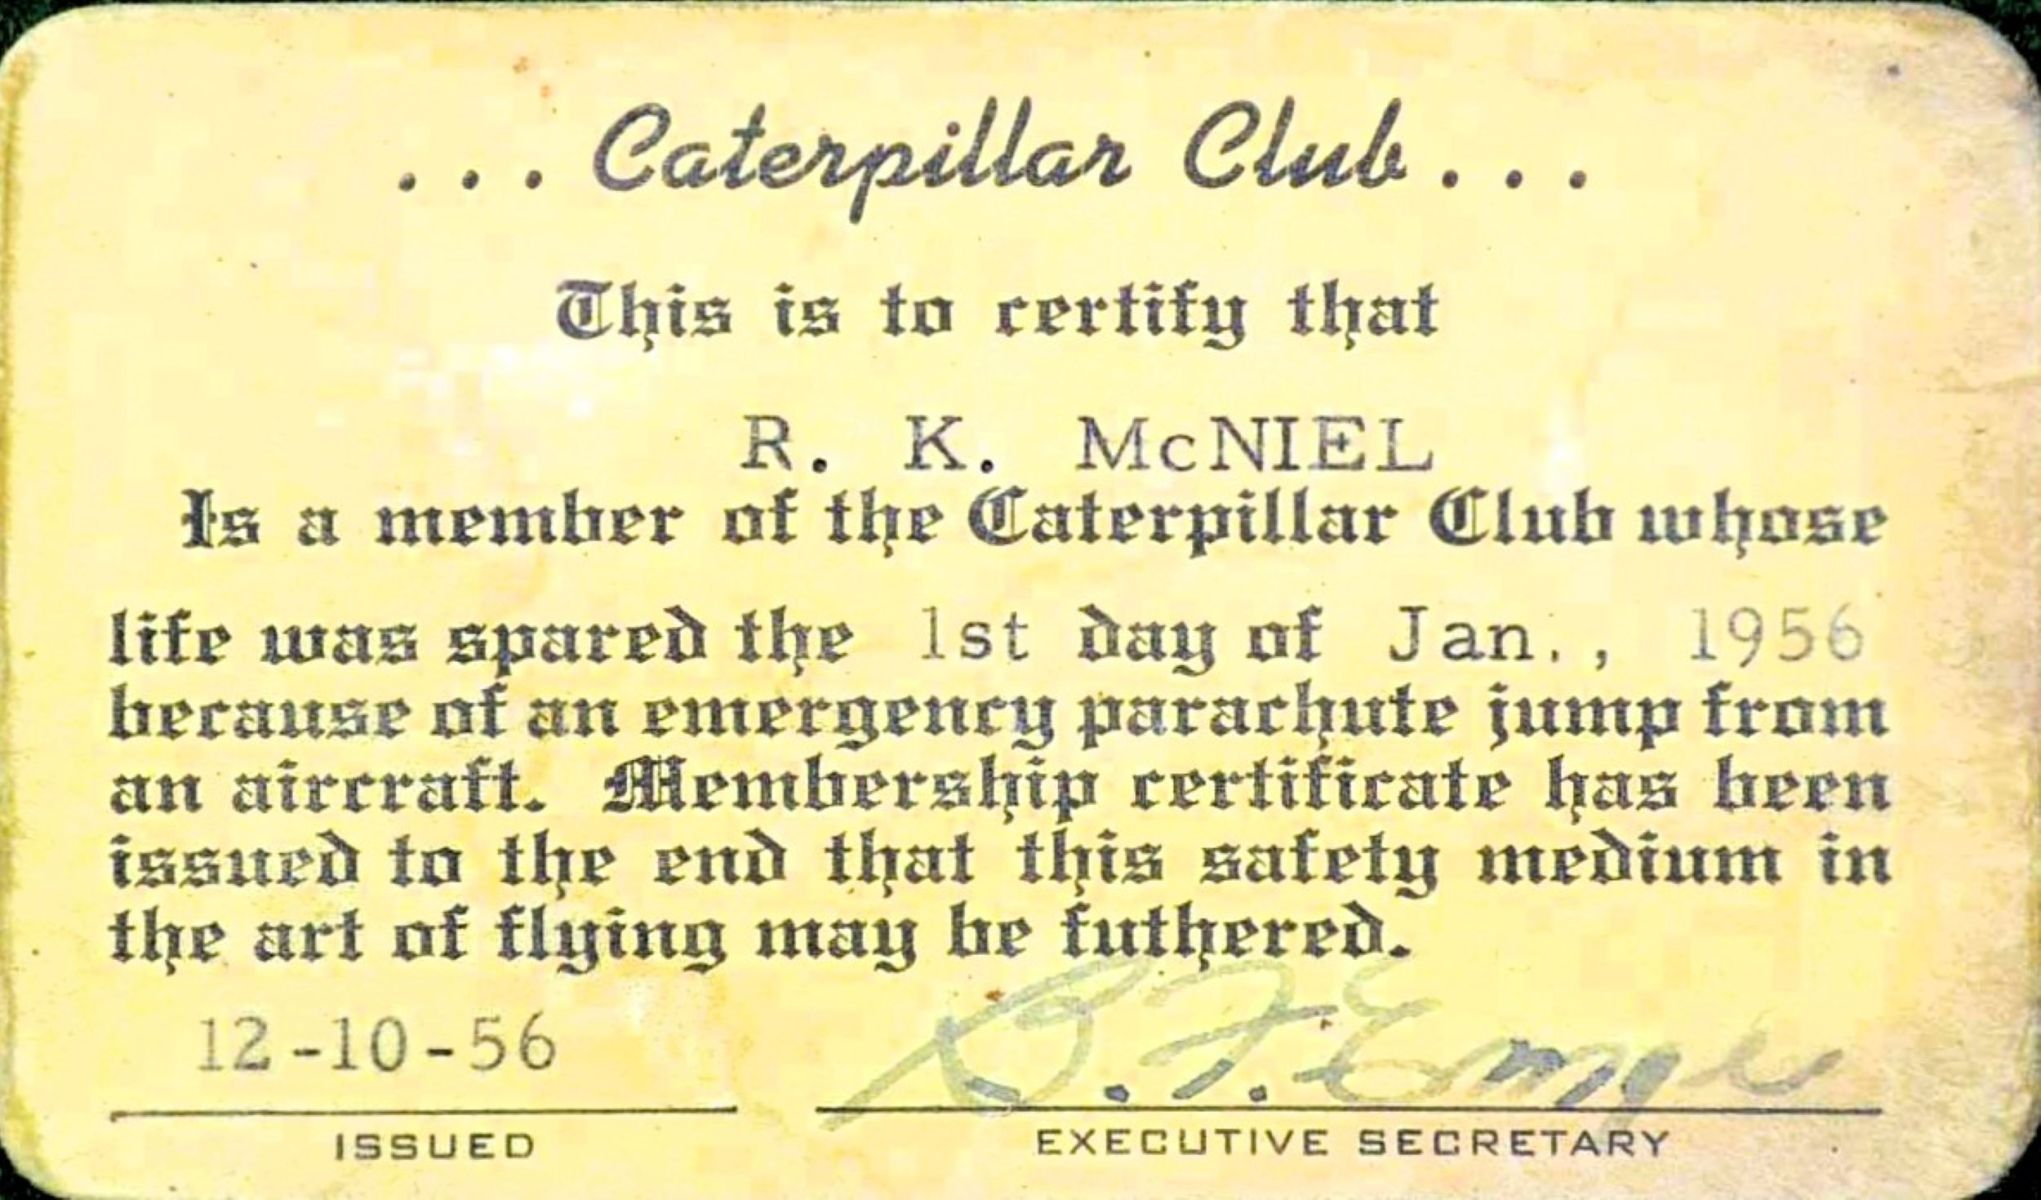 ... Caterpillar Club ...
This is to certify that
R. K. McNIEL
Is a member of the Caterpillar Club whose
life was spared the 1st day of Jan., 1956
because of an emergency parachute jump from
an aircraft. Membership certificate has been
issued to the end that this safety medium in
the art of flying may be futhered.
12-10-56
B. F.
ISSUED
EXECUTIVE SECRETARY